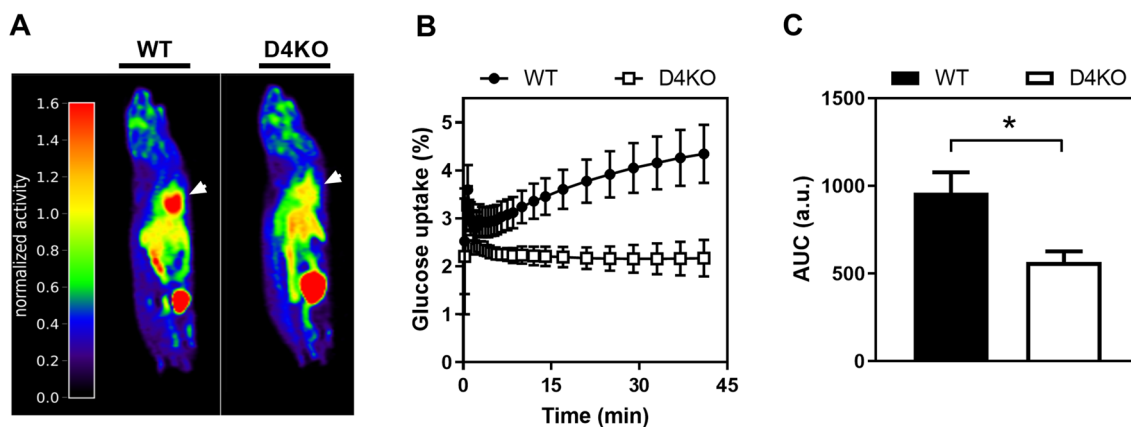 A
WT D4KO
1.6
1.4
1.2
1.0
0.8
0.6
0.4
0.2
0.0
normalized activity
B
WT D4KO
Glucose uptake (%)
6
5
4
3
2
1
0
0 15 30 45
Time (min)
C
WT D4KO
AUC (a.u.)
1500
1000
500
0
*